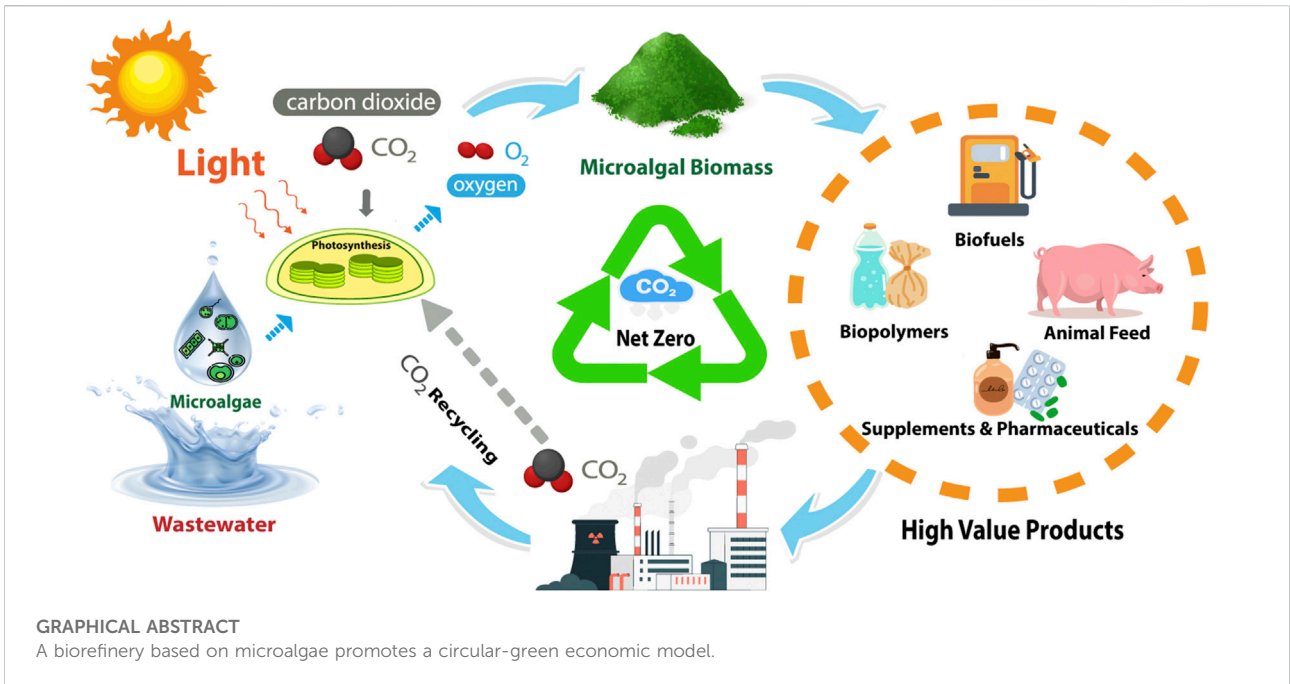 carbon dioxide
CO₂
Light
O₂
oxygen
Microalgal Biomass
Photosynthesis
Biofuels
CO₂
Net Zero
Biopolymers
Animal Feed
Microalgae
CO₂ Recycling
Supplements & Pharmaceuticals
CO₂
Wastewater
High Value Products
GRAPHICAL ABSTRACT
A biorefinery based on microalgae promotes a circular-green economic model.